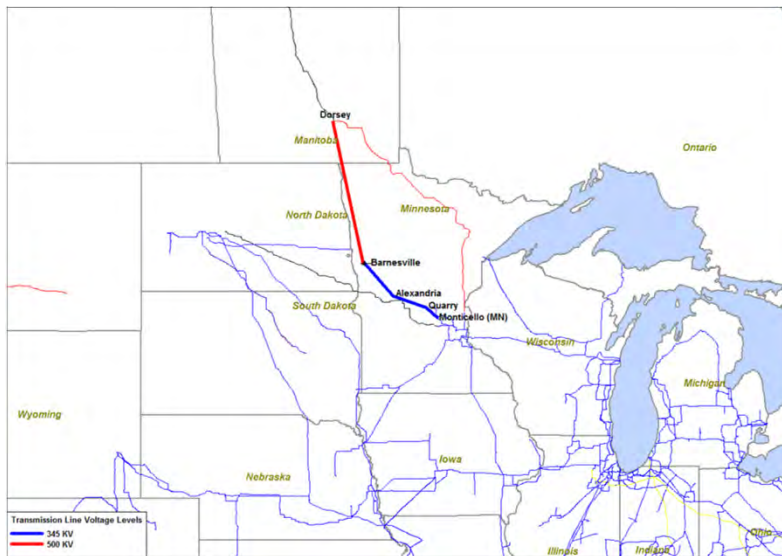 Dorsey
Manitoba
Ontario
North Dakota
Minnesota
Barnesville
Alexandria
South Dakota
Quarry
Monticello (MN)
Wisconsin
Michigan
Wyoming
Iowa
Nebraska
Transmission Line Voltage Levels
345 KV
500 KV
Illinois
Indiana
Ohio